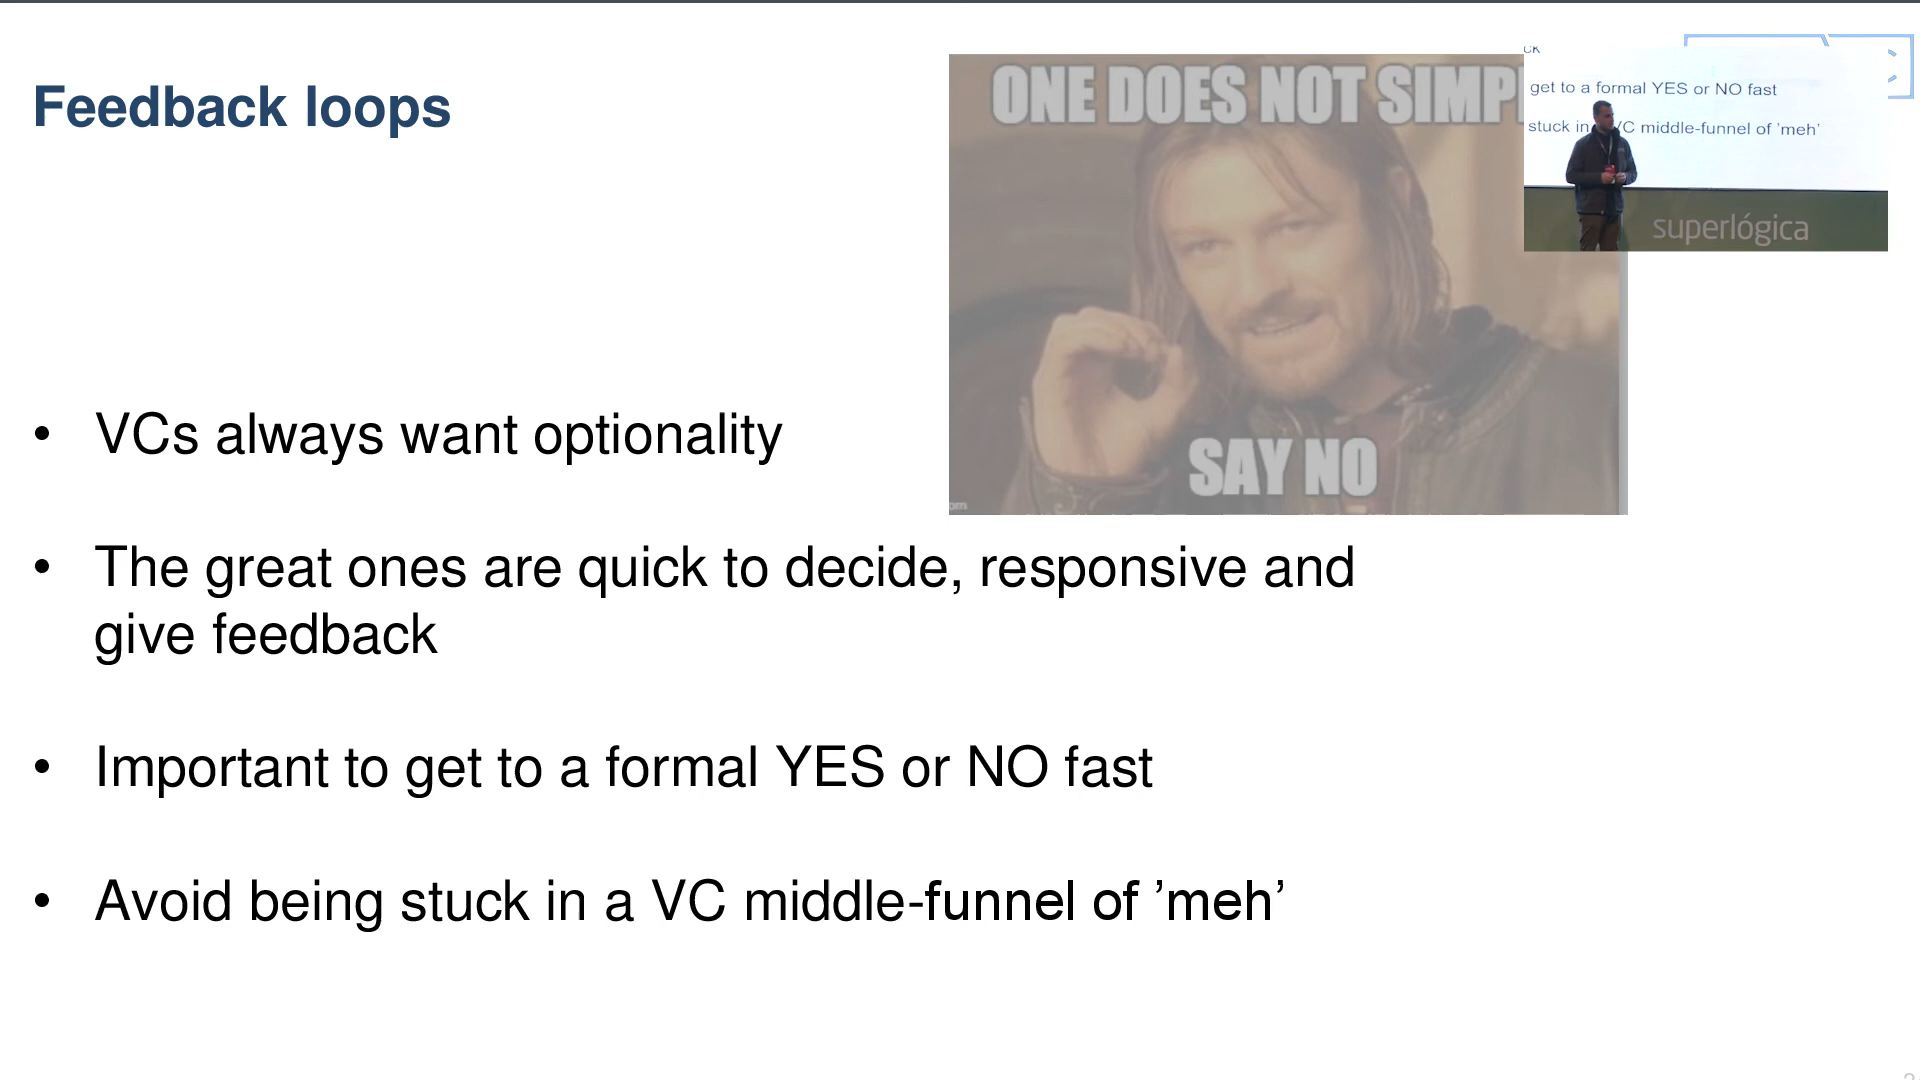 Feedback loops
ONE DOES NOT SIMP
SAY NO
get to a formal YES or NO fast
stuck in VC middle-funnel of 'meh'
superlógica
• VCs always want optionality
• The great ones are quick to decide, responsive and
give feedback
• Important to get to a formal YES or NO fast
• Avoid being stuck in a VC middle-funnel of ’meh’